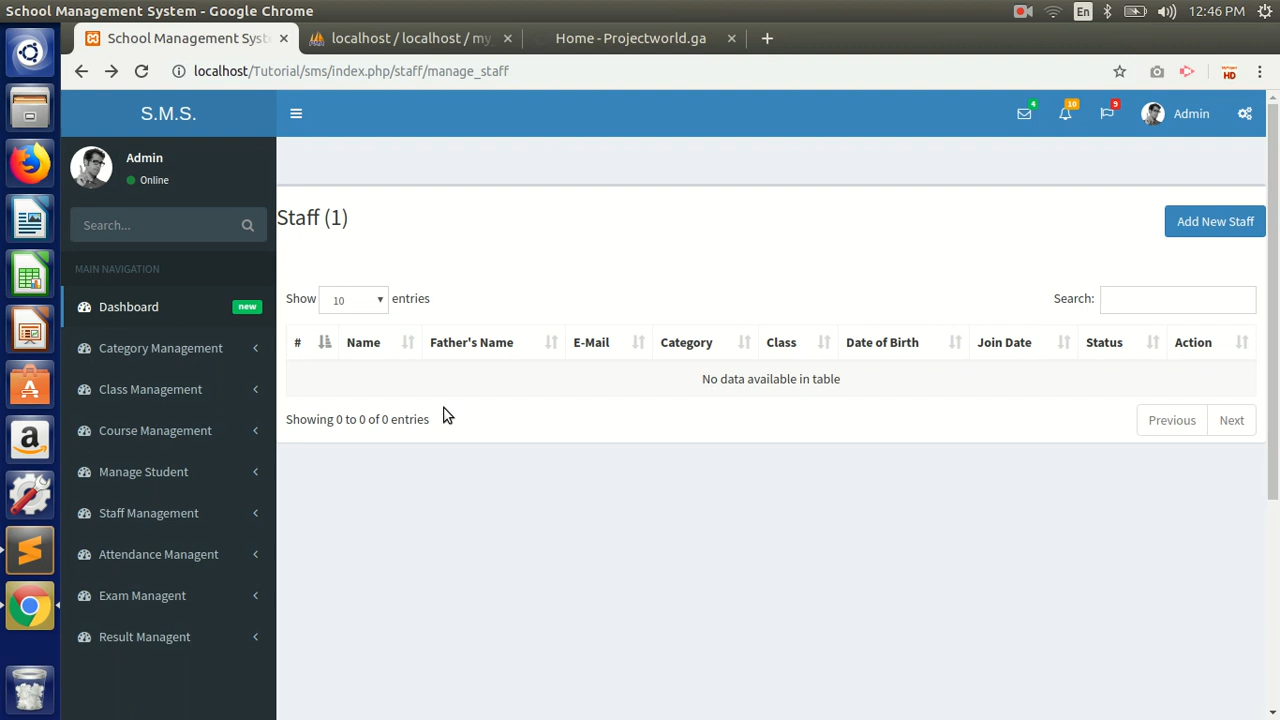 School Management System - Google Chrome
En
12:46 PM
School Management Syst
localhost / localhost / my
Home - Projectworld.ga
localhost/Tutorial/sms/index.php/staff/manage_staff
HD
S.M.S.
4
10
9
Admin
Admin
Online
Search...
MAIN NAVIGATION
Dashboard
new
Category Management
Class Management
Course Management
Manage Student
Staff Management
Attendance Managent
Exam Managent
Result Managent
Staff (1)
Add New Staff
Show 10 entries
Search:
# Name Father's Name E-Mail Category Class Date of Birth Join Date Status Action
No data available in table
Showing 0 to 0 of 0 entries
Previous Next